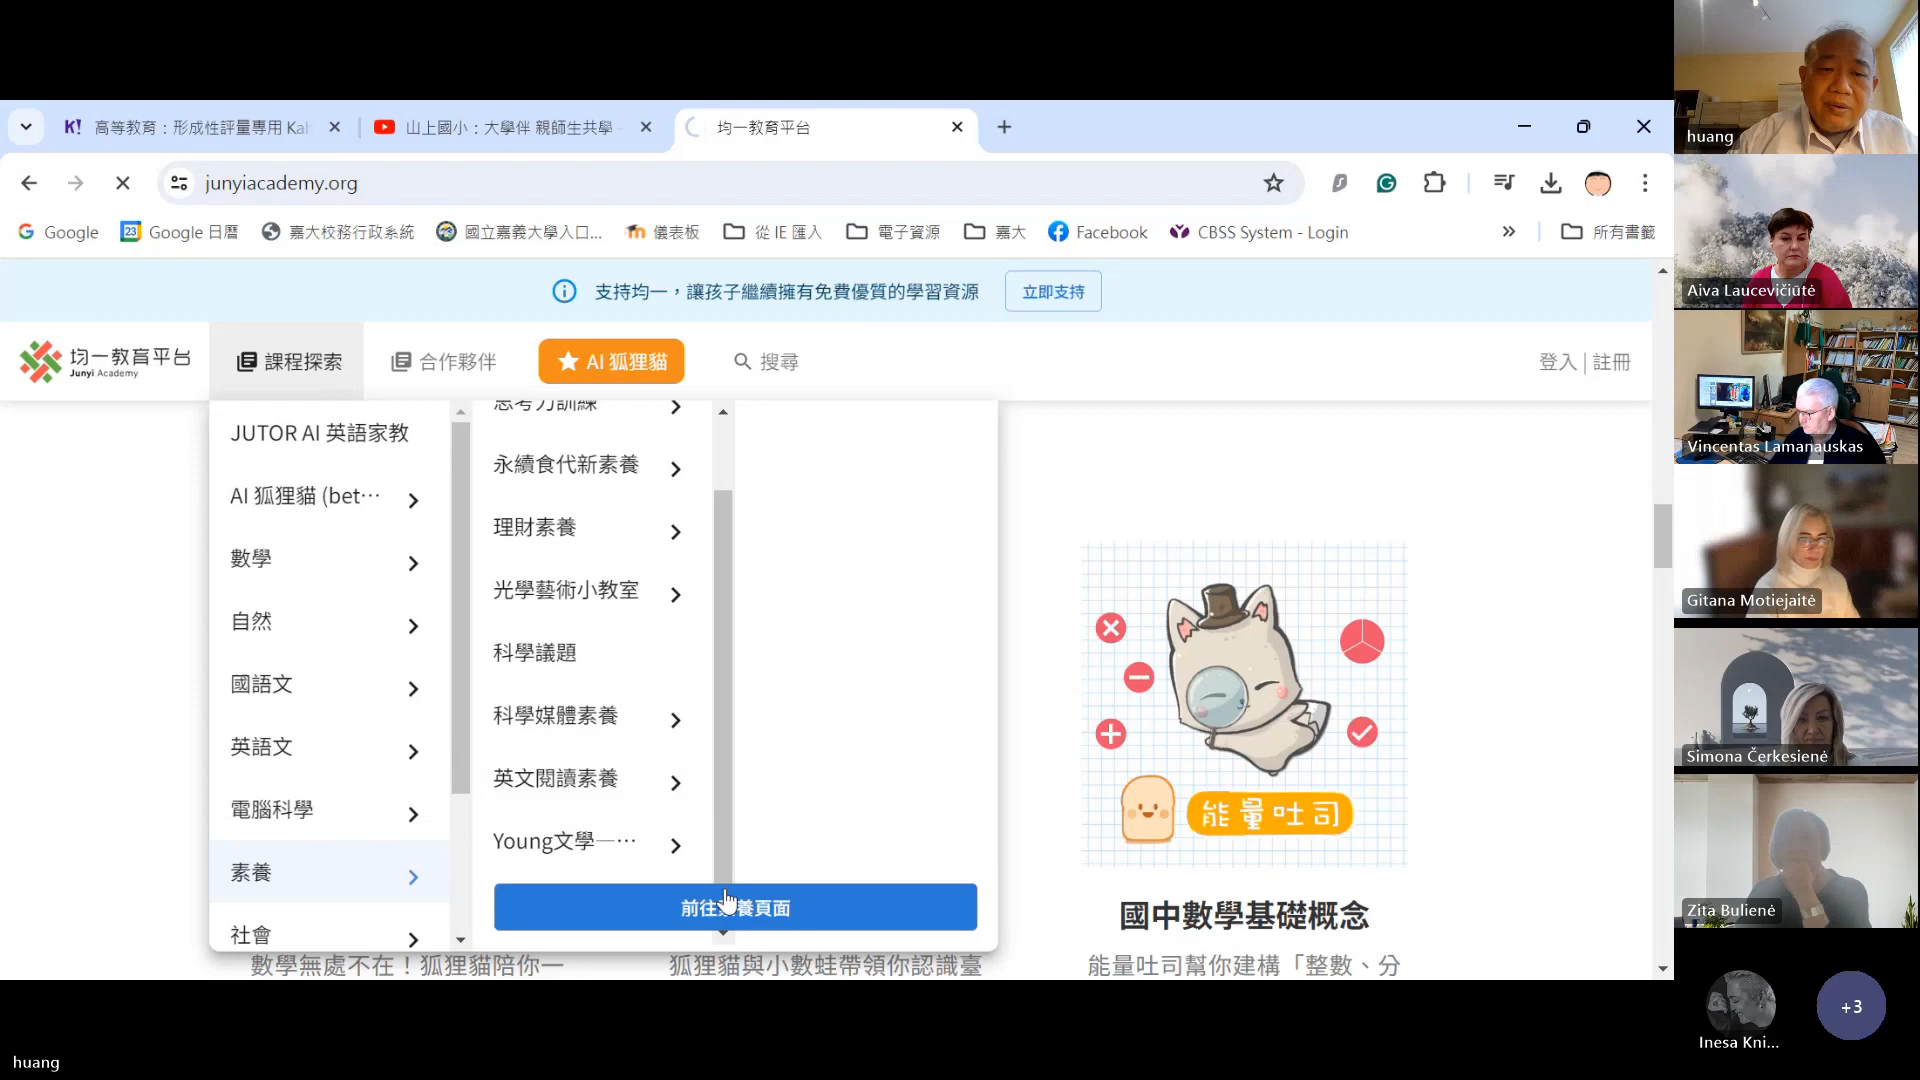 高等教育：形成性評量專用 Kah
山上國小：大學伴 親師生共學 -
均一教育平台
junyiacademy.org
Google
Google 日曆
嘉大校務行政系統
國立嘉義大學入口...
儀表板
從 IE 匯入
電子資源
嘉大
Facebook
CBSS System - Login
所有書籤
支持均一，讓孩子繼續擁有免費優質的學習資源
立即支持
均一教育平台
Junyi Academy
課程探索
合作夥伴
AI 狐狸貓
搜尋
登入 | 註冊
JUTOR AI 英語家教
AI 狐狸貓 (bet…
數學
自然
國語文
英語文
電腦科學
素養
社會
思考力訓練
永續食代新素養
理財素養
光學藝術小教室
科學議題
科學媒體素養
英文閱讀素養
Young文學—…
前往素養頁面
能量吐司
國中數學基礎概念
數學無處不在！狐狸貓陪你一
狐狸貓與小數蛙帶領你認識臺
能量吐司幫你建構「整數、分
huang
Aiva Laucevičiūtė
Vincentas Lamanauskas
Gitana Motiejaitė
Simona Čerkesienė
Zita Bulienė
Inesa Kni...
+3
huang